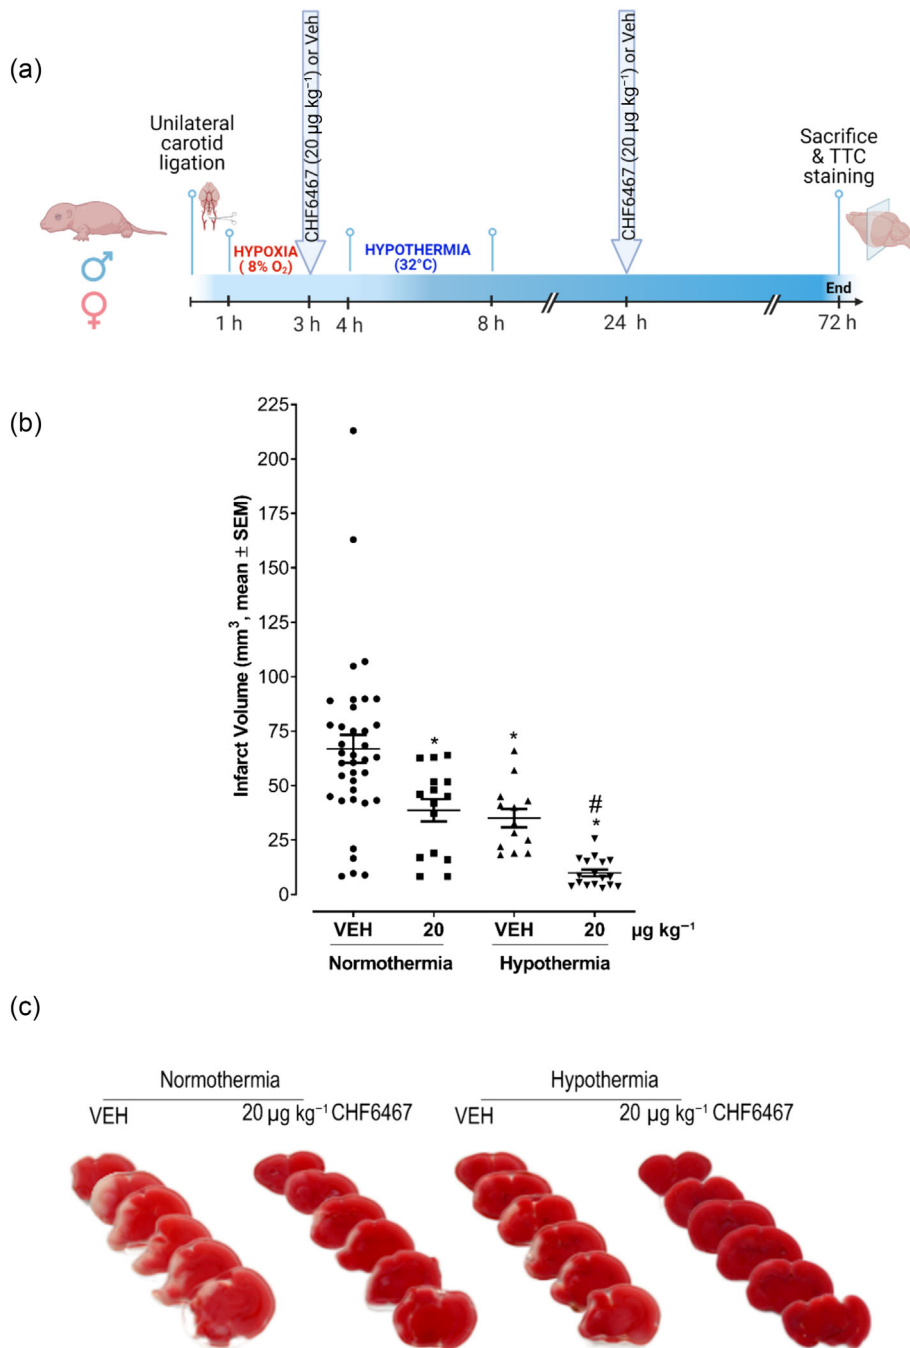 (a)
Unilateral
carotid
ligation
CHF6467 (20 µg kg⁻¹) or Veh
CHF6467 (20 µg kg⁻¹) or Veh
Sacrifice
& TTC
staining
HYPOXIA
( 8% O₂)
HYPOTHERMIA
(32°C)
End
1 h
3 h
4 h
8 h
24 h
72 h
(b)
Infarct Volume (mm³, mean ± SEM)
225
200
175
150
125
100
75
50
25
0
*
*
#
*
VEH 20 VEH 20 µg kg⁻¹
Normothermia Hypothermia
(c)
Normothermia Hypothermia
VEH 20 µg kg⁻¹ CHF6467 VEH 20 µg kg⁻¹ CHF6467